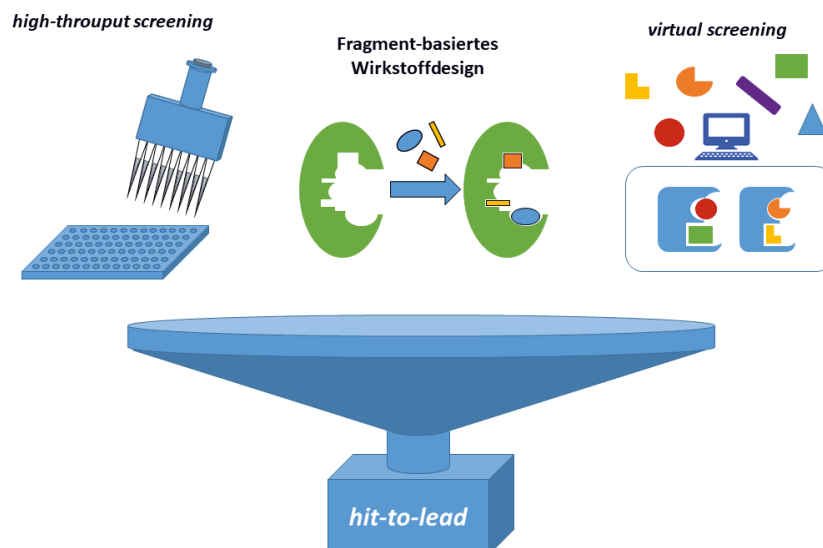 high-throuput screening
Fragment-basiertes
Wirkstoffdesign
virtual screening
hit-to-lead